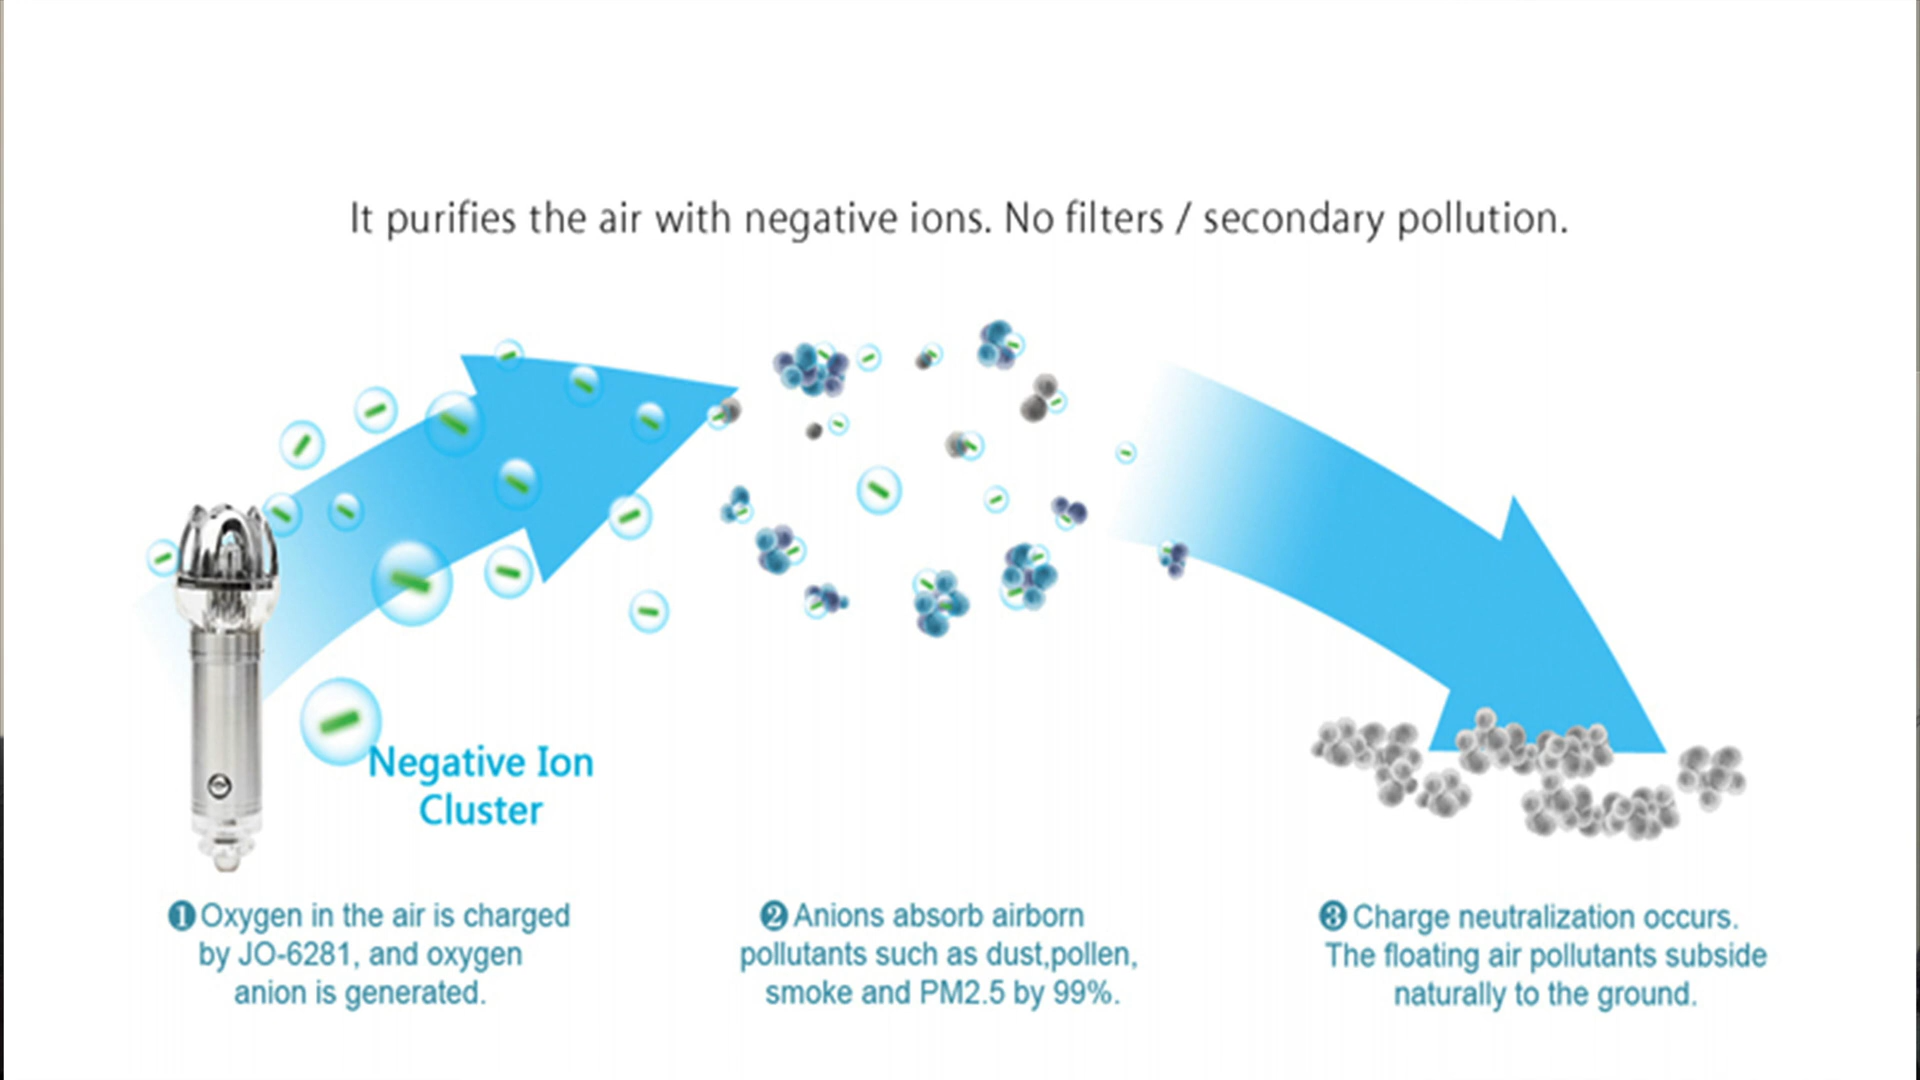 It purifies the air with negative ions. No filters / secondary pollution.
Negative Ion
Cluster
❶ Oxygen in the air is charged
by JO-6281, and oxygen
anion is generated.
❷ Anions absorb airborn
pollutants such as dust,pollen,
smoke and PM2.5 by 99%.
❸ Charge neutralization occurs.
The floating air pollutants subside
naturally to the ground.